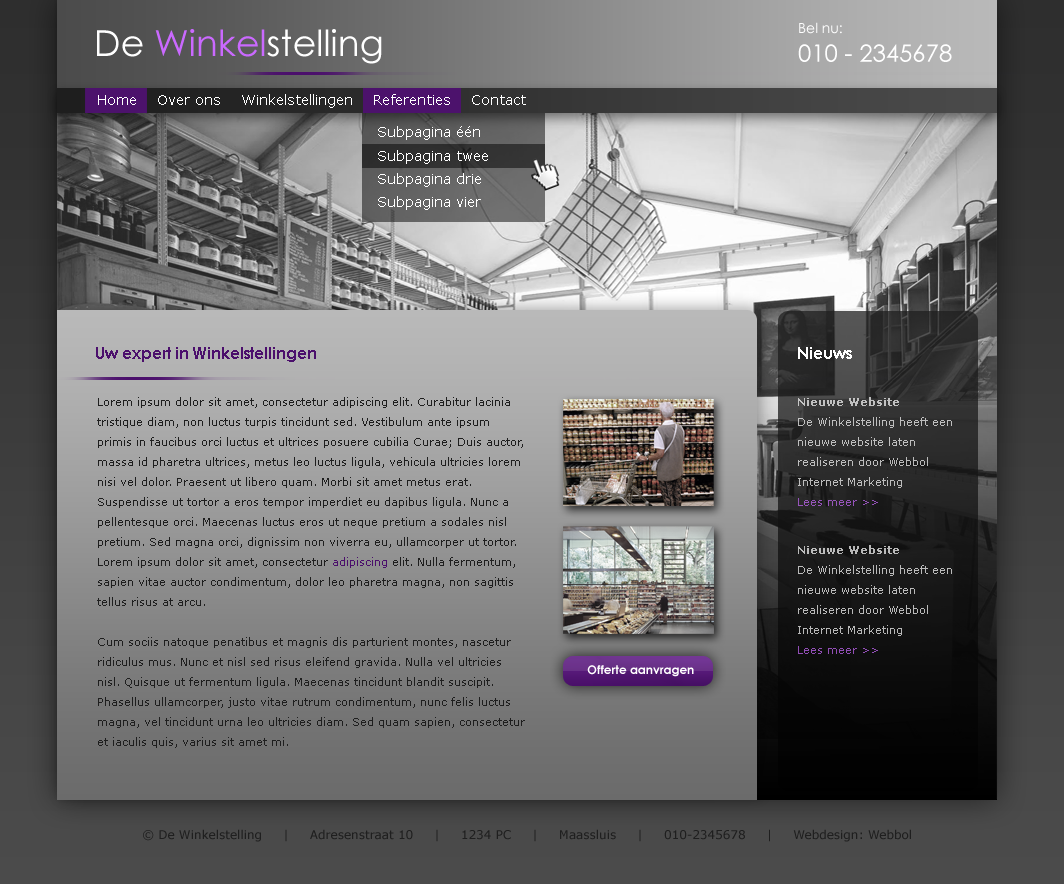 De Winkelstelling
Bel nu:
010 - 2345678
Home Over ons Winkelstellingen Referenties Contact
Subpagina één
Subpagina twee
Subpagina drie
Subpagina vier
Uw expert in Winkelstellingen
Lorem ipsum dolor sit amet, consectetur adipiscing elit. Curabitur lacinia
tristique diam, non luctus turpis tincidunt sed. Vestibulum ante ipsum
primis in faucibus orci luctus et ultrices posuere cubilia Curae; Duis auctor,
massa id pharetra ultrices, metus leo luctus ligula, vehicula ultricies lorem
nisi vel dolor. Praesent ut libero quam. Morbi sit amet metus erat.
Suspendisse ut tortor a eros tempor imperdiet eu dapibus ligula. Nunc a
pellentesque orci. Maecenas luctus eros ut neque pretium a sodales nisl
pretium. Sed magna orci, dignissim non viverra eu, ullamcorper ut tortor.
Lorem ipsum dolor sit amet, consectetur adipiscing elit. Nulla fermentum,
sapien vitae auctor condimentum, dolor leo pharetra magna, non sagittis
tellus risus at arcu.
Cum sociis natoque penatibus et magnis dis parturient montes, nascetur
ridiculus mus. Nunc et nisl sed risus eleifend gravida. Nulla vel ultricies
nisl. Quisque ut fermentum ligula. Maecenas tincidunt blandit suscipit.
Phasellus ullamcorper, justo vitae rutrum condimentum, nunc felis luctus
magna, vel tincidunt urna leo ultricies diam. Sed quam sapien, consectetur
et iaculis quis, varius sit amet mi.
Offerte aanvragen
Nieuws
Nieuwe Website
De Winkelstelling heeft een
nieuwe website laten
realiseren door Webbol
Internet Marketing
Lees meer >>
Nieuwe Website
De Winkelstelling heeft een
nieuwe website laten
realiseren door Webbol
Internet Marketing
Lees meer >>
© De Winkelstelling | Adresenstraat 10 | 1234 PC | Maassluis | 010-2345678 | Webdesign: Webbol